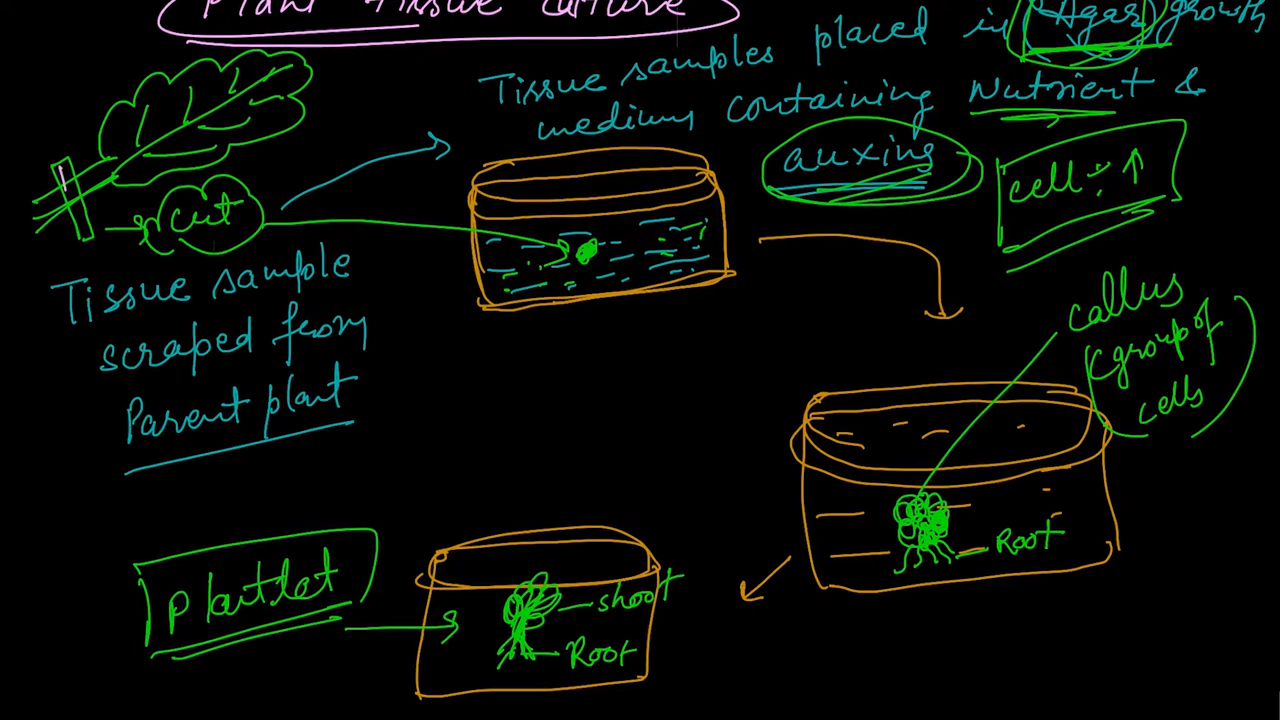 Plant Tissue Culture
Tissue samples placed in (Agar) growth
medium containing Nutrient &
auxins
cell ÷ ↑
cut
Tissue sample
scraped from
Parent plant
callus
(group of
cells
Root
Plantlet
shoot
Root